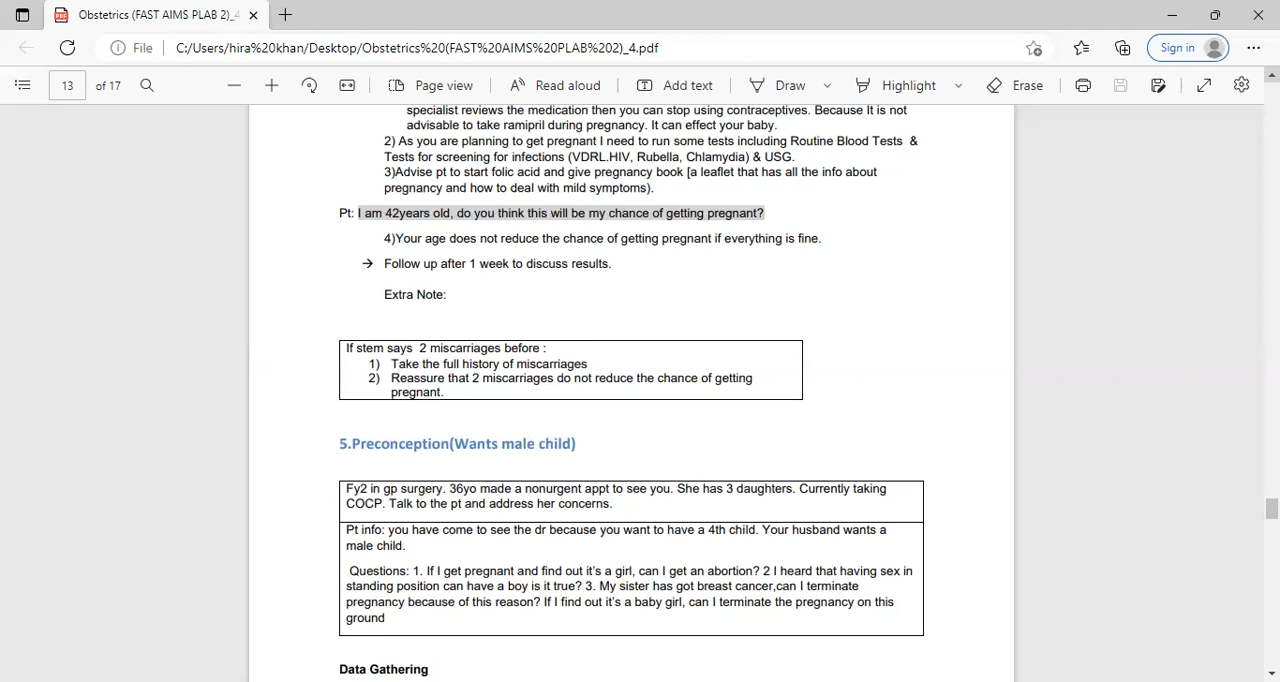 Obstetrics (FAST AIMS PLAB 2)_4
File C:/Users/hira%20khan/Desktop/Obstetrics%20(FAST%20AIMS%20PLAB%202)_4.pdf Sign in
13 of 17 Page view Read aloud Add text Draw Highlight Erase
specialist reviews the medication then you can stop using contraceptives. Because It is not
advisable to take ramipril during pregnancy. It can effect your baby.
2) As you are planning to get pregnant I need to run some tests including Routine Blood Tests &
Tests for screening for infections (VDRL.HIV, Rubella, Chlamydia) & USG.
3)Advise pt to start folic acid and give pregnancy book [a leaflet that has all the info about
pregnancy and how to deal with mild symptoms).
Pt: I am 42years old, do you think this will be my chance of getting pregnant?
4)Your age does not reduce the chance of getting pregnant if everything is fine.
→ Follow up after 1 week to discuss results.
Extra Note:
If stem says 2 miscarriages before :
1) Take the full history of miscarriages
2) Reassure that 2 miscarriages do not reduce the chance of getting
pregnant.
5.Preconception(Wants male child)
Fy2 in gp surgery. 36yo made a nonurgent appt to see you. She has 3 daughters. Currently taking
COCP. Talk to the pt and address her concerns.
Pt info: you have come to see the dr because you want to have a 4th child. Your husband wants a
male child.
Questions: 1. If I get pregnant and find out it's a girl, can I get an abortion? 2 I heard that having sex in
standing position can have a boy is it true? 3. My sister has got breast cancer,can I terminate
pregnancy because of this reason? If I find out it's a baby girl, can I terminate the pregnancy on this
ground
Data Gathering